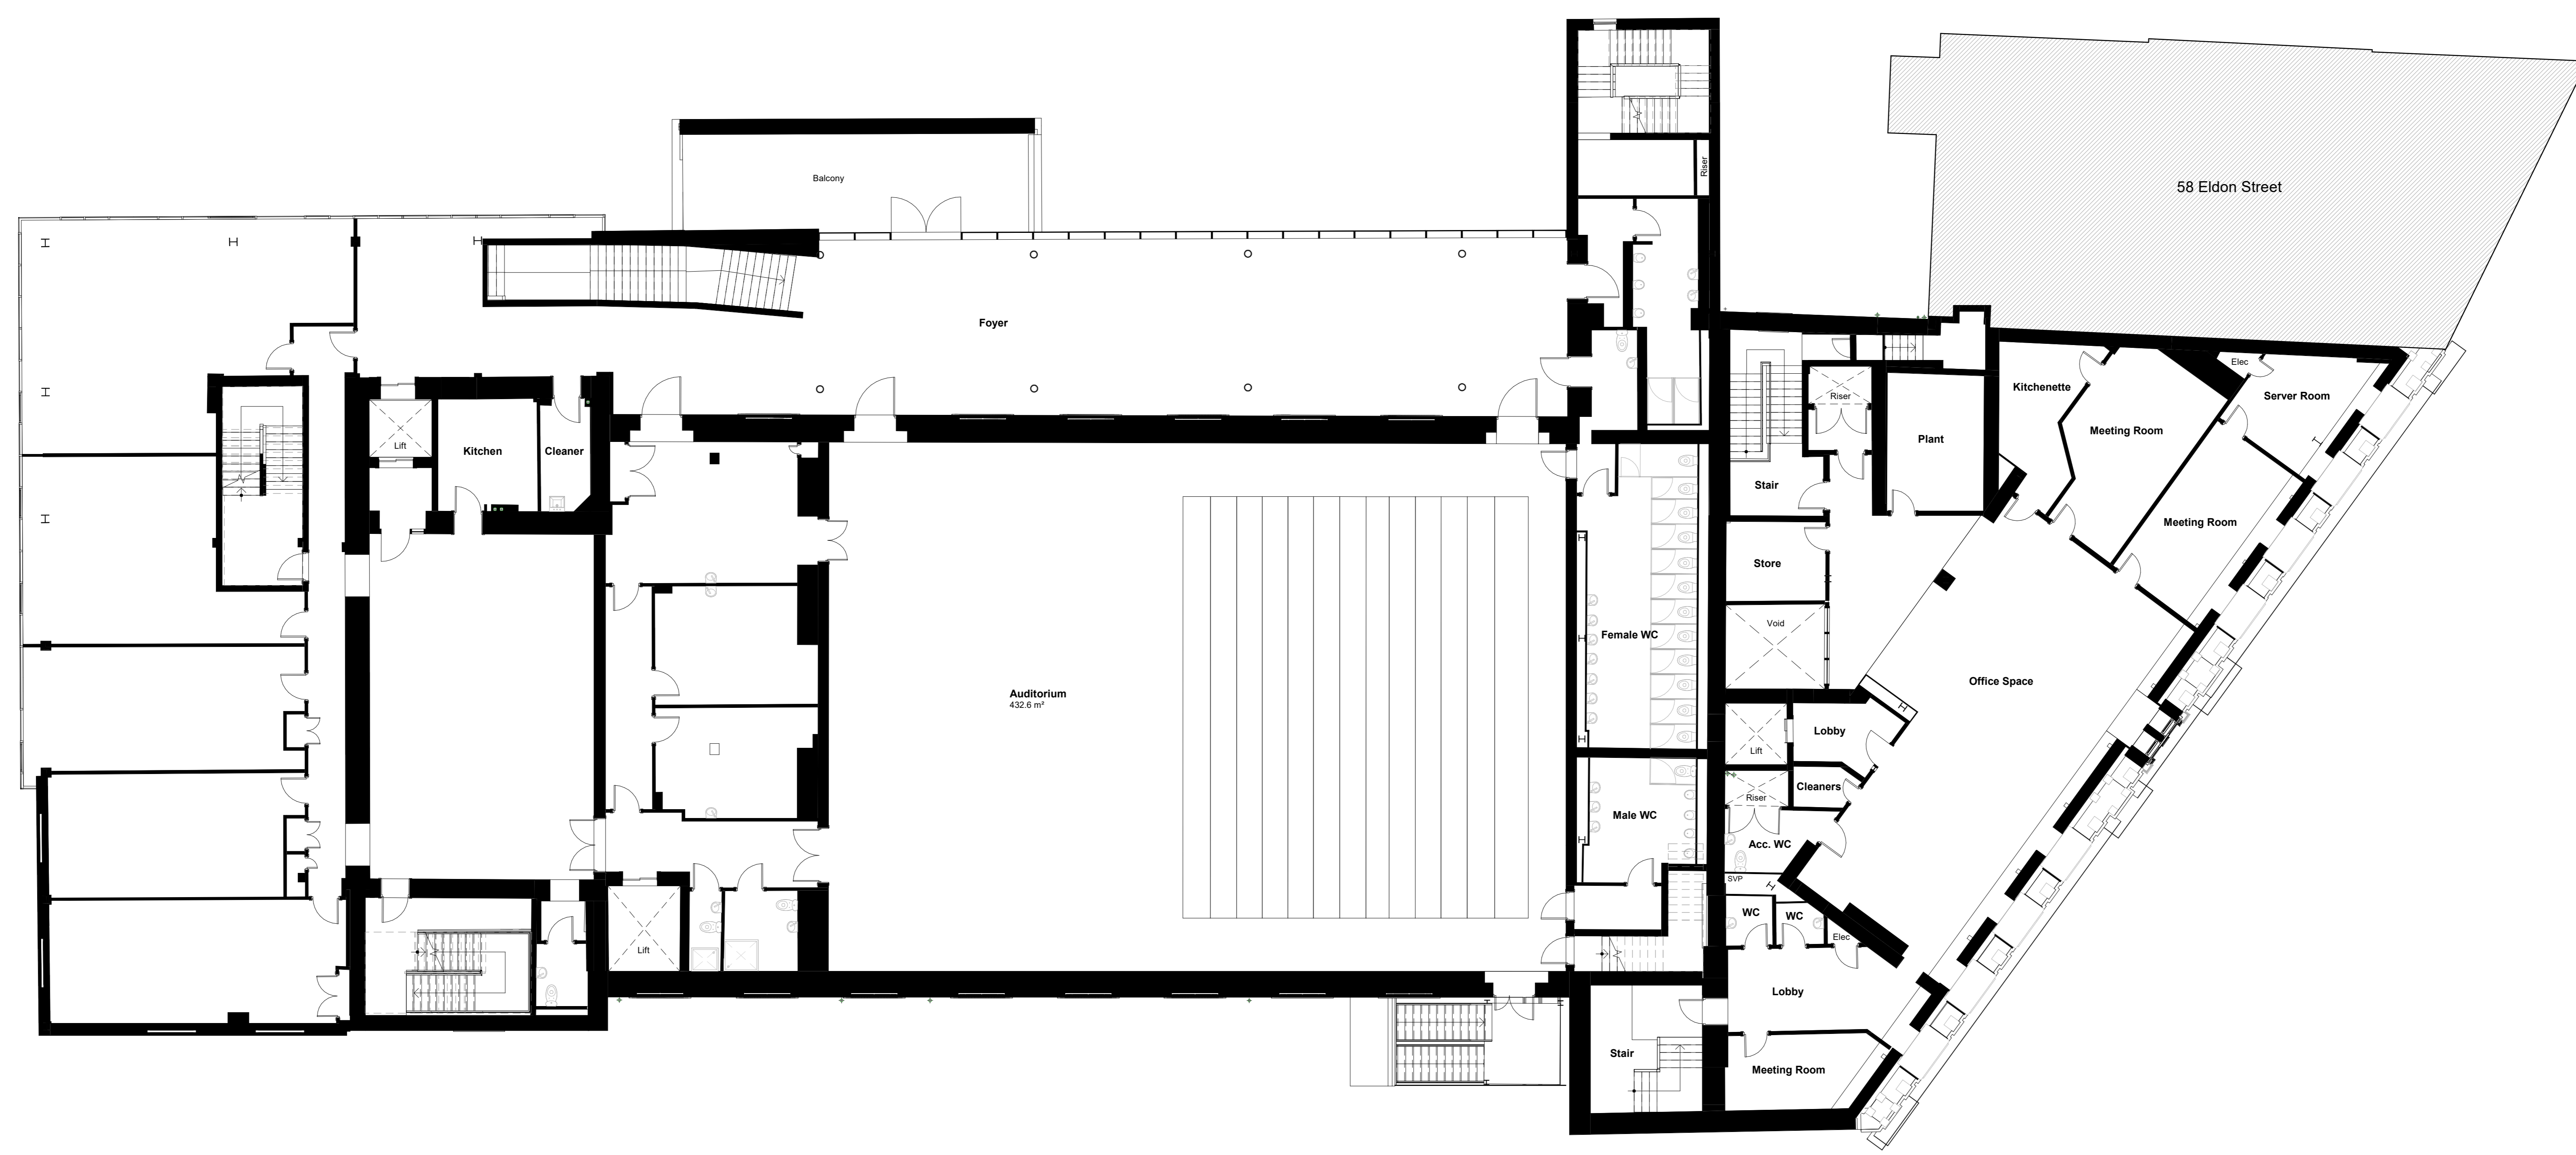 Riser
Balcony
58 Eldon Street
Foyer
Elec
Kitchenette
Server Room
Riser
Meeting Room
Plant
Lift
Kitchen
Cleaner
Stair
Meeting Room
Store
Void
Female WC
Office Space
Auditorium
432.6 m²
Lobby
Lift
Cleaners
Riser
Male WC
Acc. WC
SVP
WC
WC
Elec
Lift
Lobby
Stair
Meeting Room